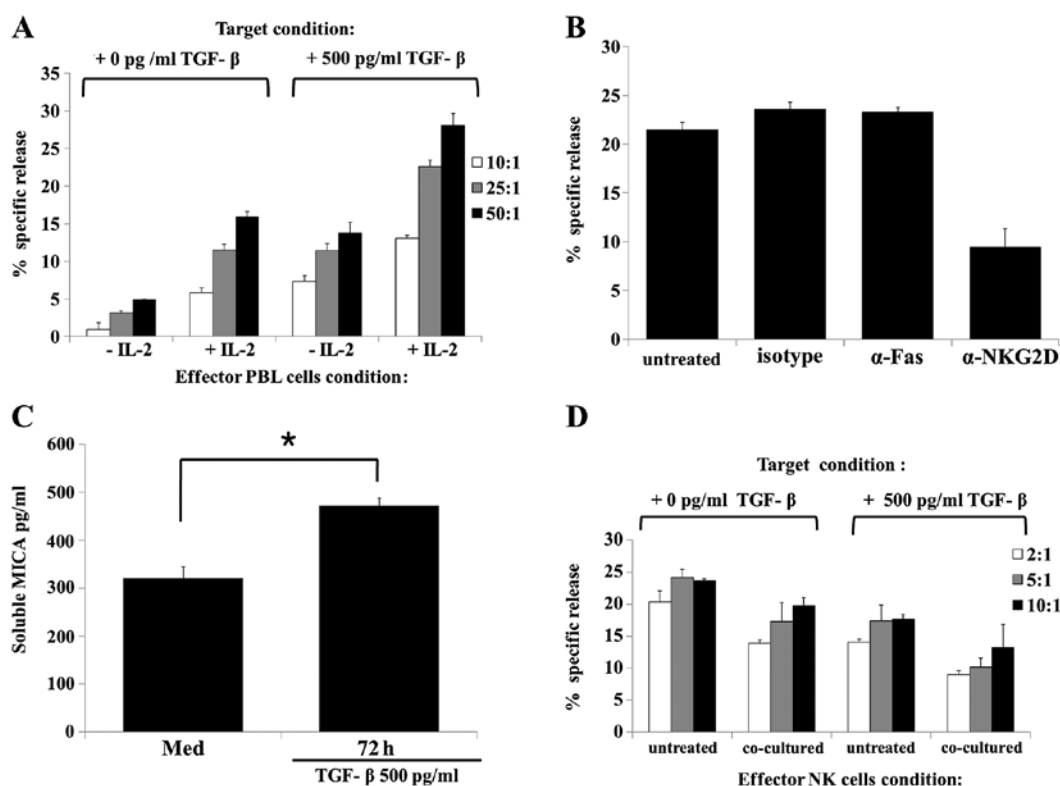 A
Target condition:
+ 0 pg /ml TGF- β
+ 500 pg/ml TGF- β
% specific release
35
30
25
20
15
10
5
0
10:1
25:1
50:1
- IL-2
+ IL-2
- IL-2
+ IL-2
Effector PBL cells condition:
B
% specific release
30
25
20
15
10
5
0
untreated
isotype
α-Fas
α-NKG2D
C
Soluble MICA pg/ml
600
500
400
300
200
100
0
*
Med
72 h
TGF- β 500 pg/ml
D
Target condition :
+ 0 pg/ml TGF- β
+ 500 pg/ml TGF- β
% specific release
30
25
20
15
10
5
0
2:1
5:1
10:1
untreated
co-cultured
untreated
co-cultured
Effector NK cells condition: